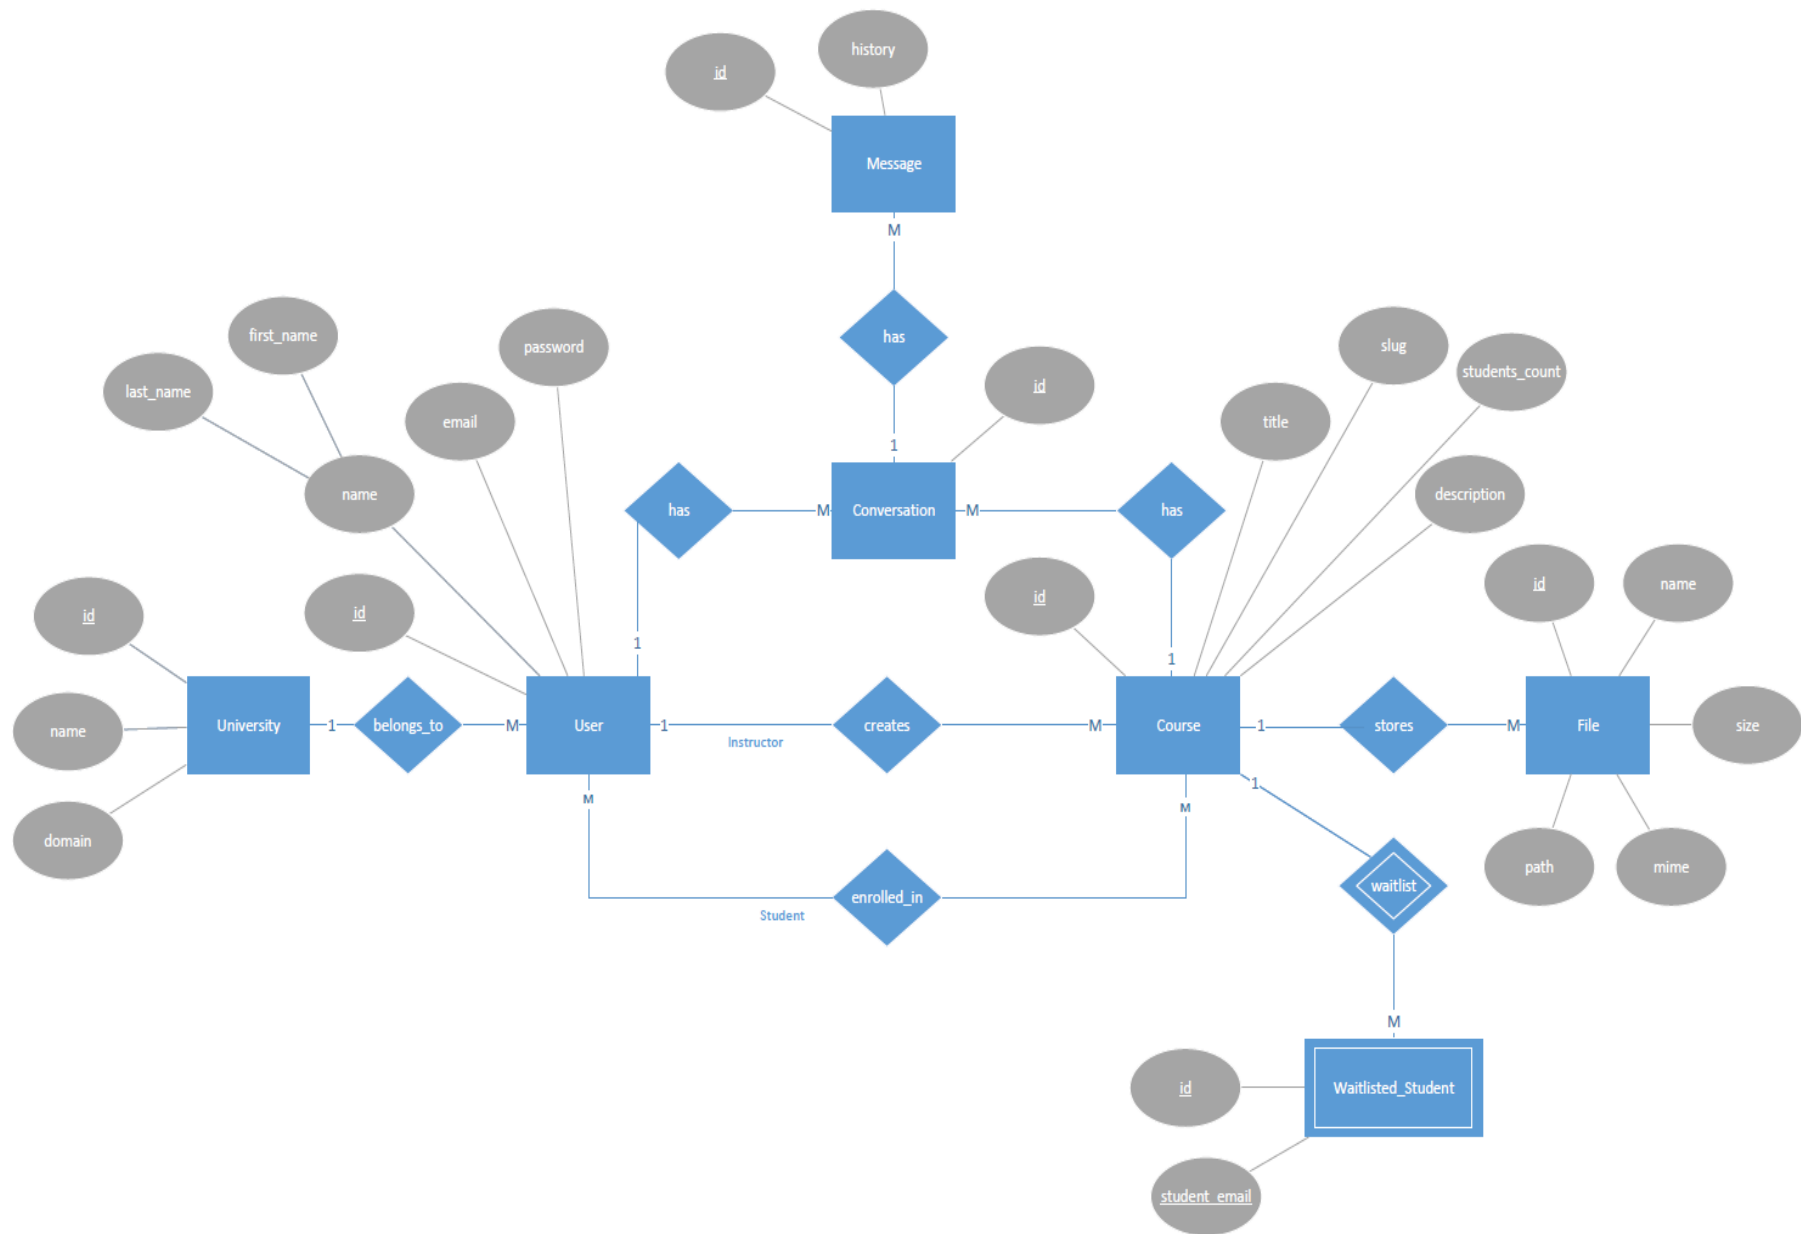 history
id
Message
M
first_name
has
slug
password
students_count
id
last_name
email
title
1
name
description
has
M
Conversation
M
has
id
name
id
id
id
1
1
University
1
belongs_to
M
User
1
Instructor
creates
M
Course
1
stores
M
File
size
name
domain
M
M
1
path
mime
waitlist
enrolled_in
Student
M
id
Waitlisted_Student
student_email